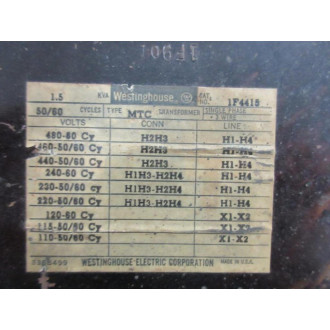 1F901
1.5 KVA Westinghouse CAT. NO. 1F4418
50/60 CYCLES TYPE MTC TRANSFORMER SINGLE PHASE
VOLTS CONN. LINE
480-60 Cy H2H3 H1-H4
460-50/60 Cy H2H3 H1-H4
440-50/60 Cy H2H3 H1-H4
240-60 Cy H1H3-H2H4 H1-H4
230-50/60 Cy H1H3-H2H4 H1-H4
220-50/60 Cy H1H3-H2H4 H1-H4
120-60 Cy X1-X2
115-50/60 Cy X1-X2
110-50/60 Cy X1-X2
WESTINGHOUSE ELECTRIC CORPORATION MADE IN U.S.A.